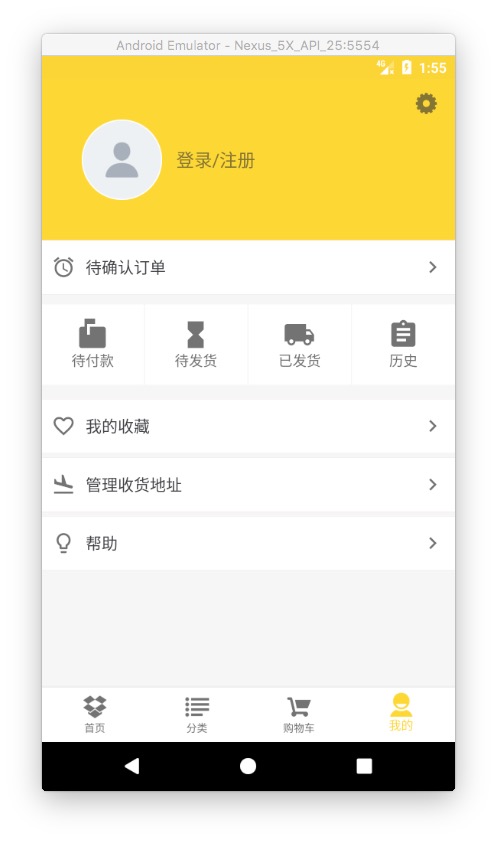 Android Emulator - Nexus_5X_API_25:5554
4G 1:55
登录/注册
待确认订单
待付款 待发货 已发货 历史
我的收藏
管理收货地址
帮助
首页 分类 购物车 我的